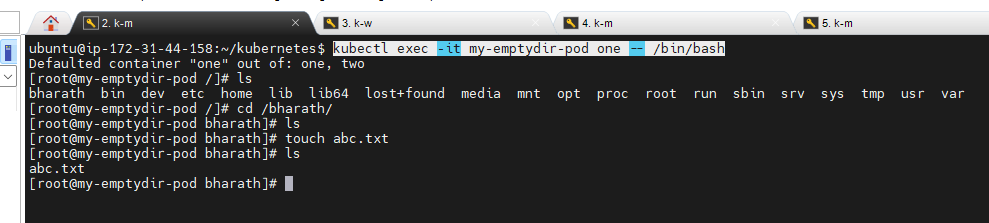 2. k-m
3. k-w
4. k-m
5. k-m
ubuntu@ip-172-31-44-158:~/kubernetes$ kubectl exec -it my-emptydir-pod one -- /bin/bash
Defaulted container "one" out of: one, two
[root@my-emptydir-pod /]# ls
bharath  bin  dev  etc  home  lib  lib64  lost+found  media  mnt  opt  proc  root  run  sbin  srv  sys  tmp  usr  var
[root@my-emptydir-pod /]# cd /bharath/
[root@my-emptydir-pod bharath]# ls
[root@my-emptydir-pod bharath]# touch abc.txt
[root@my-emptydir-pod bharath]# ls
abc.txt
[root@my-emptydir-pod bharath]#